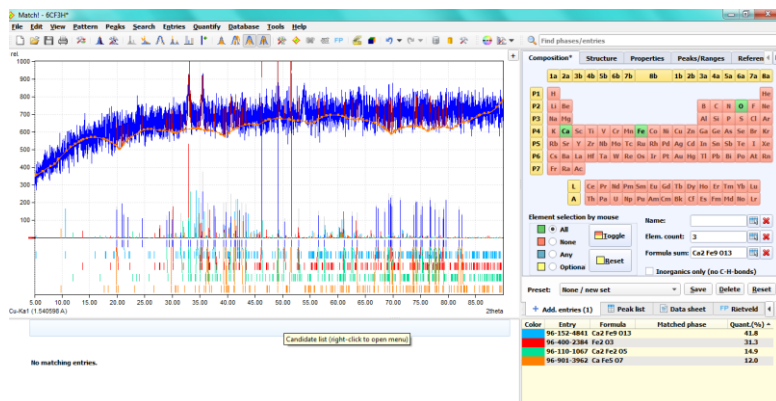 Match! - 6CF3H*
File Edit View Pattern Peaks Search Entries Quantify Database Tools Help
FP
Find phases/entries
rel.
1000
900
800
700
600
500
400
300
200
100
5.00 10.00 15.00 20.00 25.00 30.00 35.00 40.00 45.00 50.00 55.00 60.00 65.00 70.00 75.00 80.00 85.00
Cu-Ka1 (1.540598 A) 2theta
Candidate list (right-click to open menu)
No matching entries.
Composition* Structure Properties Peaks/Ranges Referen
1a 2a 3b 4b 5b 6b 7b 8b 1b 2b 3a 4a 5a 6a 7a 8a
P1 H He
P2 Li Be B C N O F Ne
P3 Na Mg Al Si P S Cl Ar
P4 K Ca Sc Ti V Cr Mn Fe Co Ni Cu Zn Ga Ge As Se Br Kr
P5 Rb Sr Y Zr Nb Mo Tc Ru Rh Pd Ag Cd In Sn Sb Te I Xe
P6 Cs Ba La Hf Ta W Re Os Ir Pt Au Hg Tl Pb Bi Po At Rn
P7 Fr Ra Ac
L Ce Pr Nd Pm Sm Eu Gd Tb Dy Ho Er Tm Yb Lu
A Th Pa U Np Pu Am Cm Bk Cf Es Fm Md No Lr
Element selection by mouse
All
None
Any
Optiona
Toggle
Reset
Name:
Elem. count: 3
Formula sum: Ca2 Fe9 O13
Inorganics only (no C-H-bonds)
Preset: None / new set Save Delete Reset
Add. entries (1) Peak list Data sheet FP Rietveld
Color Entry Formula Matched phase Quant.(%)
96-152-4841 Ca2 Fe9 O13 41.8
96-400-2384 Fe2 O3 31.3
96-110-1067 Ca2 Fe2 O5 14.9
96-901-3962 Ca Fe5 O7 12.0